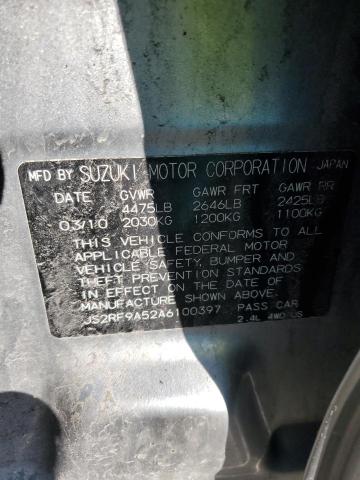 MFD BY SUZUKI MOTOR CORPORATION JAPAN
DATE GVWR GAWR FRT GAWR RR
4475LB 2646LB 2425LB
03/10 2030KG 1200KG 1100KG
THIS VEHICLE CONFORMS TO ALL
APPLICABLE FEDERAL MOTOR
VEHICLE SAFETY, BUMPER AND
THEFT PREVENTION STANDARDS
IN EFFECT ON THE DATE OF
MANUFACTURE SHOWN ABOVE.
JS2RF9A52A6100397 PASS CAR
2.4L 4WD US